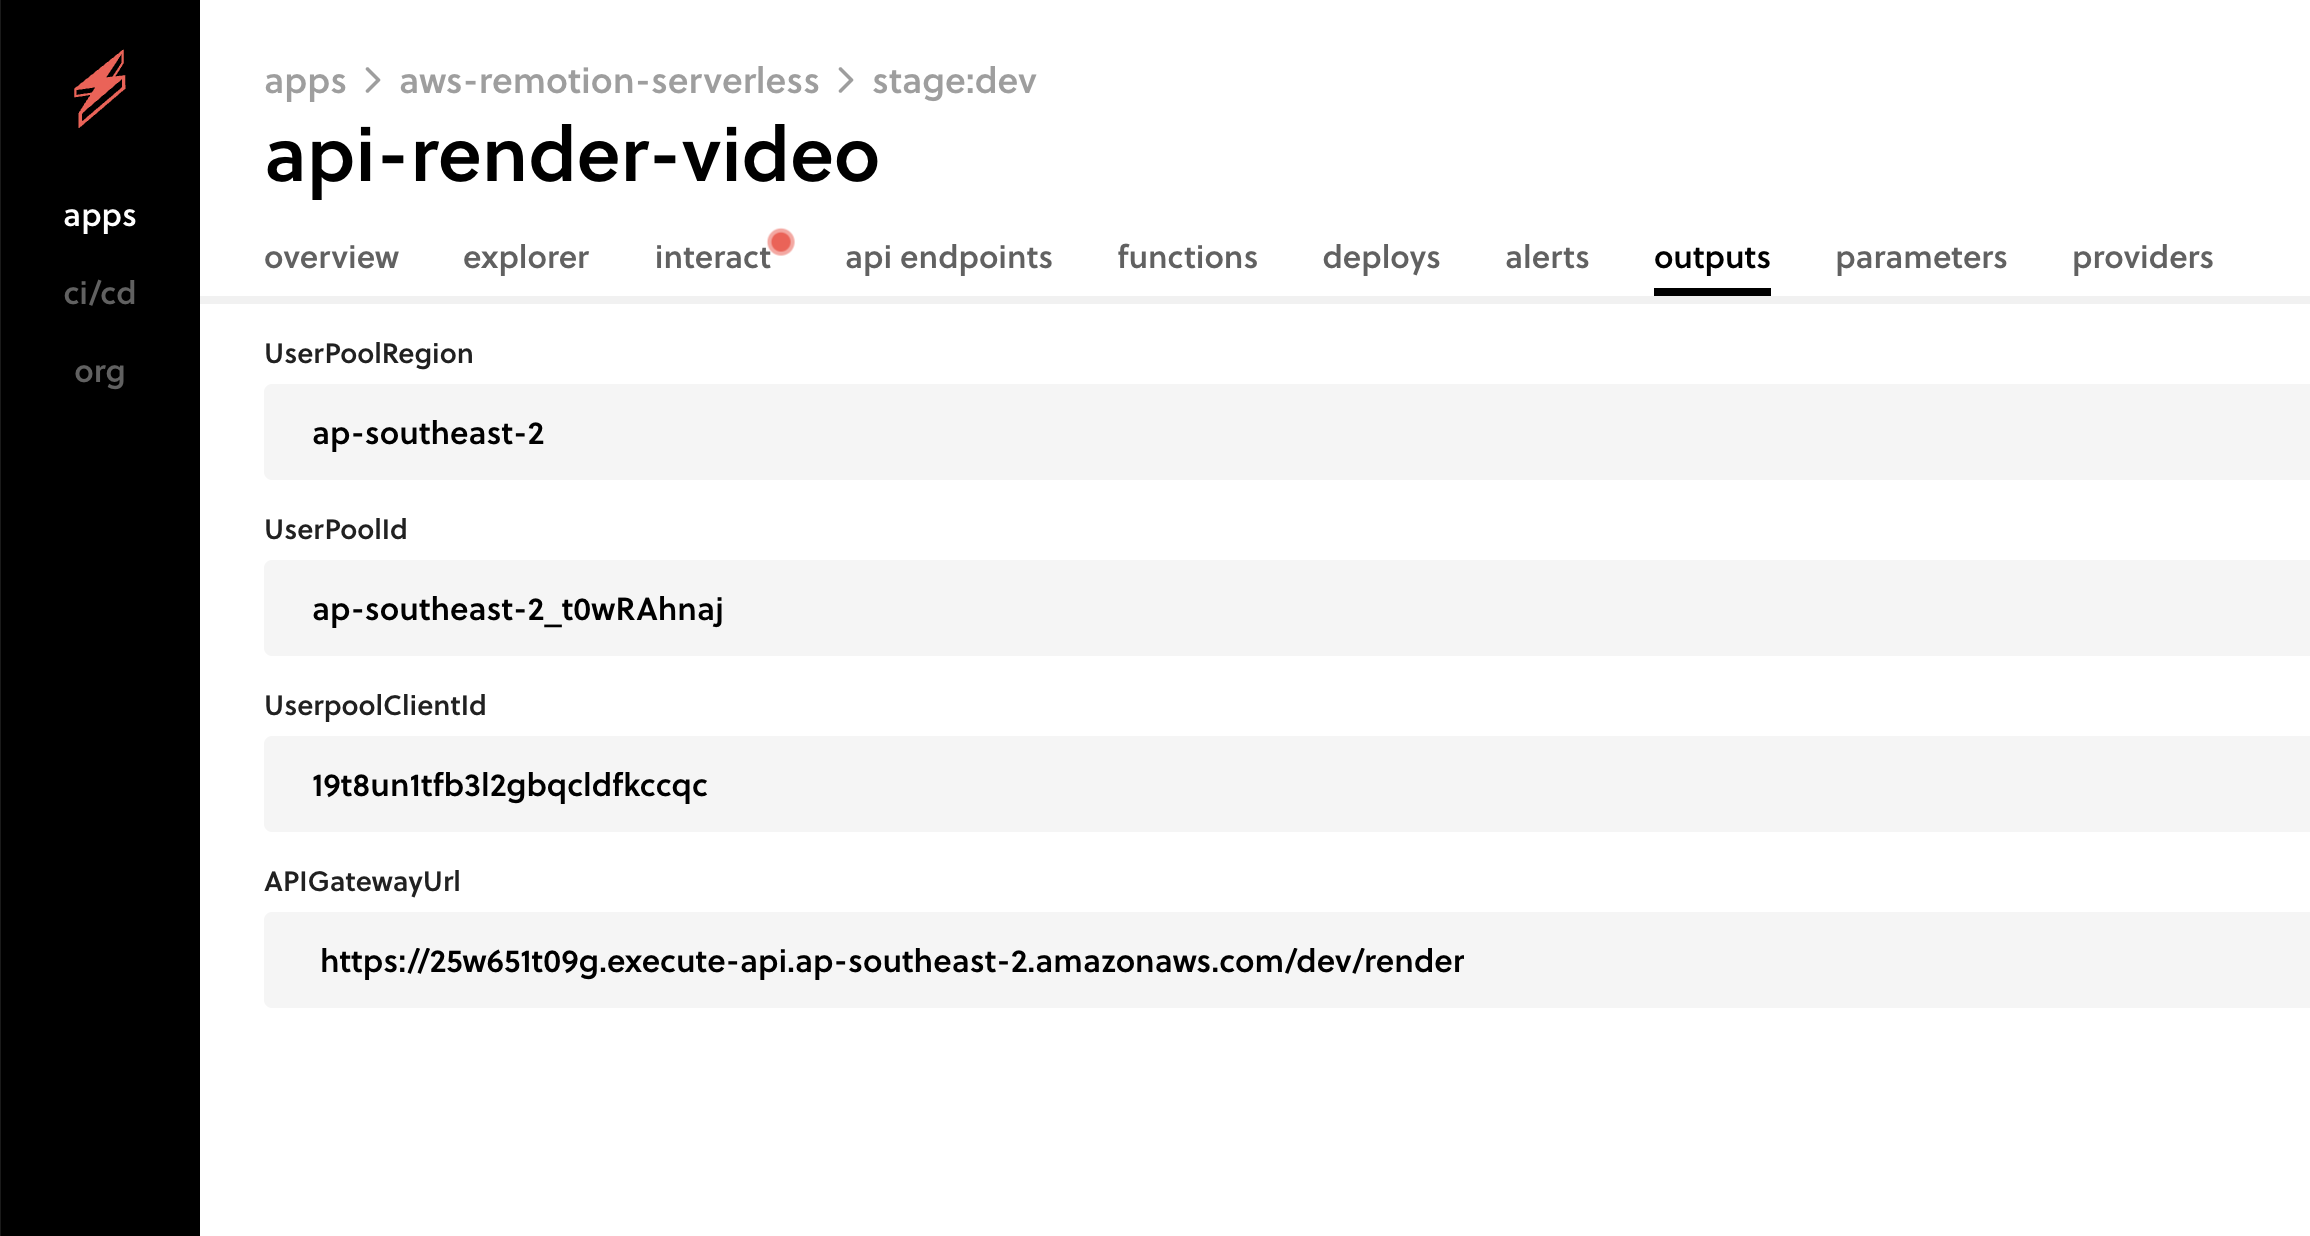 apps > aws-remotion-serverless > stage:dev
api-render-video
apps
ci/cd
org
overview explorer interact api endpoints functions deploys alerts outputs parameters providers
UserPoolRegion
ap-southeast-2
UserPoolId
ap-southeast-2_t0wRAhnaj
UserpoolClientId
19t8un1tfb3l2gbqcldfkccqc
APIGatewayUrl
https://25w651t09g.execute-api.ap-southeast-2.amazonaws.com/dev/render